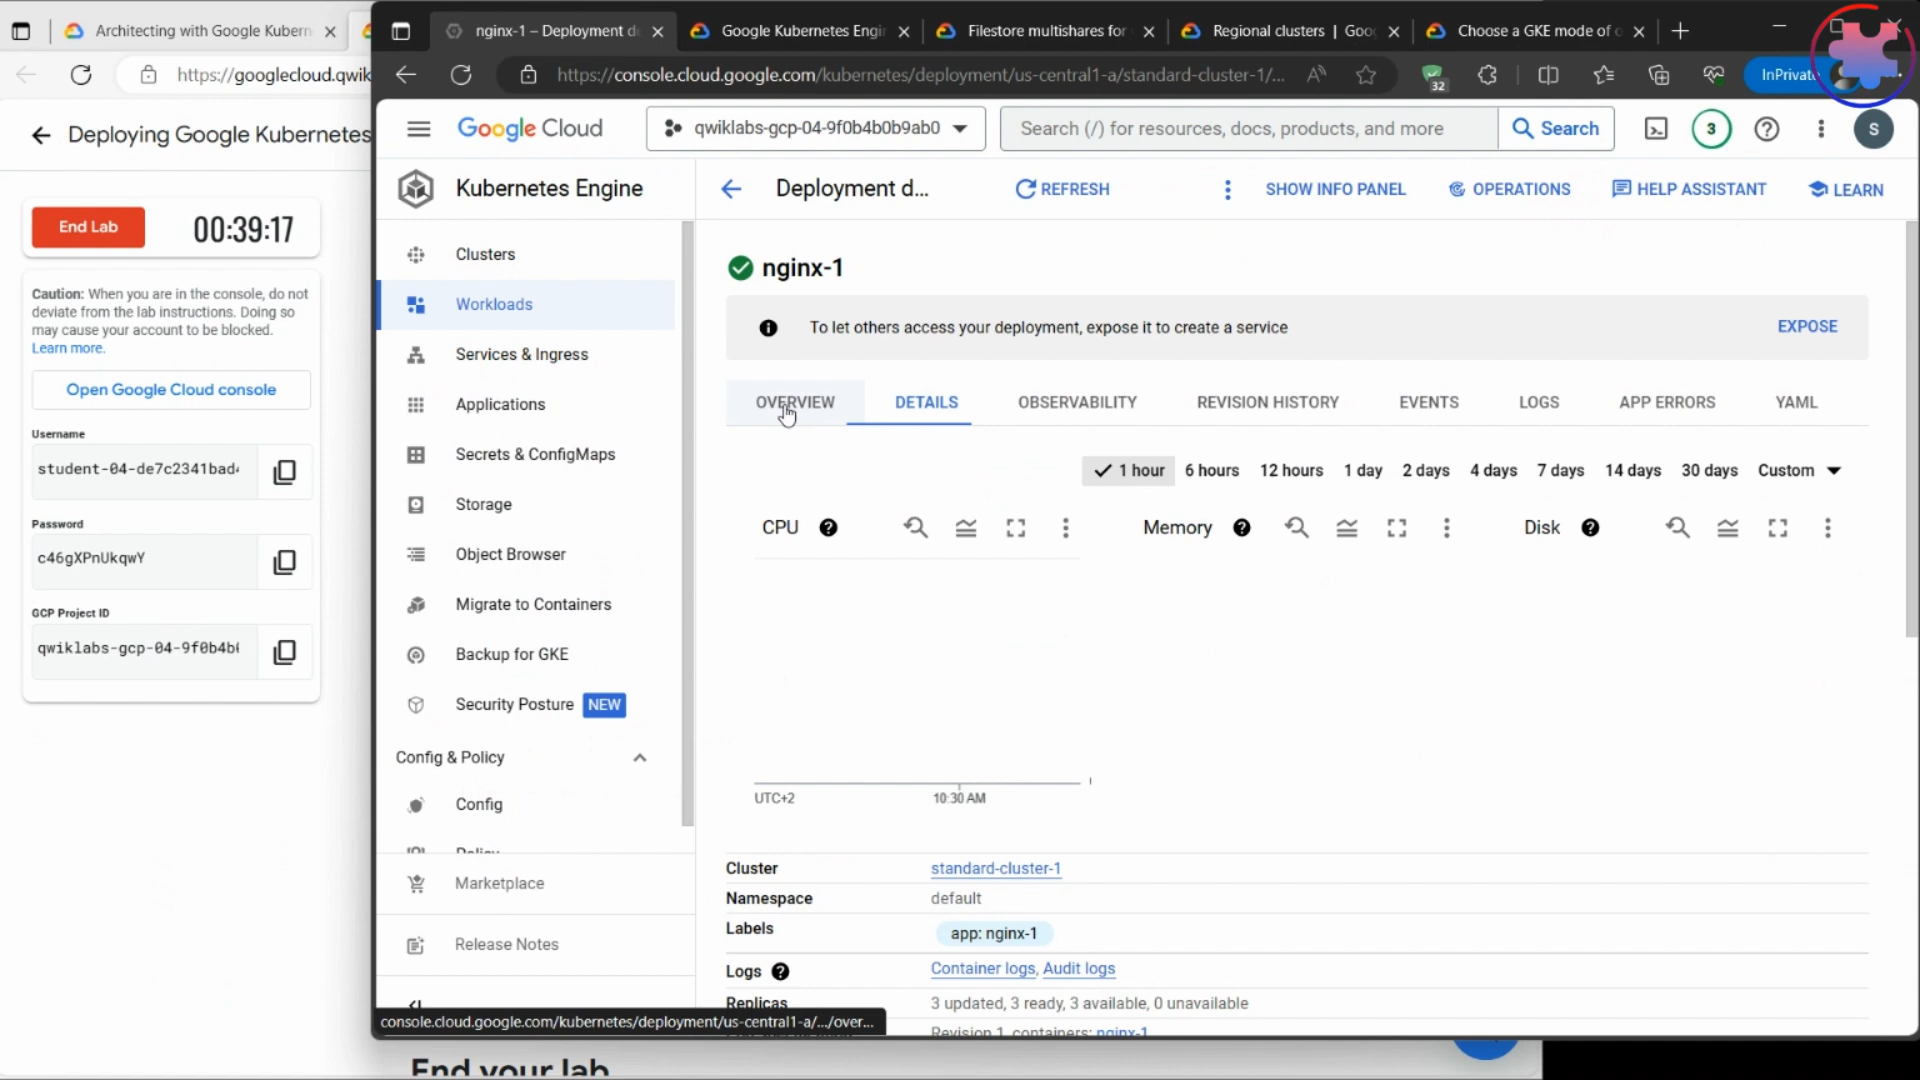 Architecting with Google Kubern
https://googlecloud.qwik
Deploying Google Kubernetes
End Lab
00:39:17
Caution: When you are in the console, do not
deviate from the lab instructions. Doing so
may cause your account to be blocked.
Learn more.
Open Google Cloud console
Username
student-04-de7c2341bad
Password
c46gXPnUkqwY
GCP Project ID
qwiklabs-gcp-04-9f0b4b
nginx-1 – Deployment de
Google Kubernetes Engin
Filestore multishares for
Regional clusters | Goog
Choose a GKE mode of o
https://console.cloud.google.com/kubernetes/deployment/us-central1-a/standard-cluster-1/...
32
InPrivate
Google Cloud
qwiklabs-gcp-04-9f0b4b0b9ab0
Search (/) for resources, docs, products, and more
Search
3
S
Kubernetes Engine
Deployment d...
REFRESH
SHOW INFO PANEL
OPERATIONS
HELP ASSISTANT
LEARN
Clusters
Workloads
Services & Ingress
Applications
Secrets & ConfigMaps
Storage
Object Browser
Migrate to Containers
Backup for GKE
Security Posture NEW
Config & Policy
Config
Policy
Marketplace
Release Notes
nginx-1
To let others access your deployment, expose it to create a service
EXPOSE
OVERVIEW
DETAILS
OBSERVABILITY
REVISION HISTORY
EVENTS
LOGS
APP ERRORS
YAML
1 hour
6 hours
12 hours
1 day
2 days
4 days
7 days
14 days
30 days
Custom
CPU
Memory
Disk
UTC+2
10:30 AM
Cluster standard-cluster-1
Namespace default
Labels app: nginx-1
Logs Container logs, Audit logs
Replicas 3 updated, 3 ready, 3 available, 0 unavailable
Revision 1, containers: nginx-1
console.cloud.google.com/kubernetes/deployment/us-central1-a/.../over...
End your lab